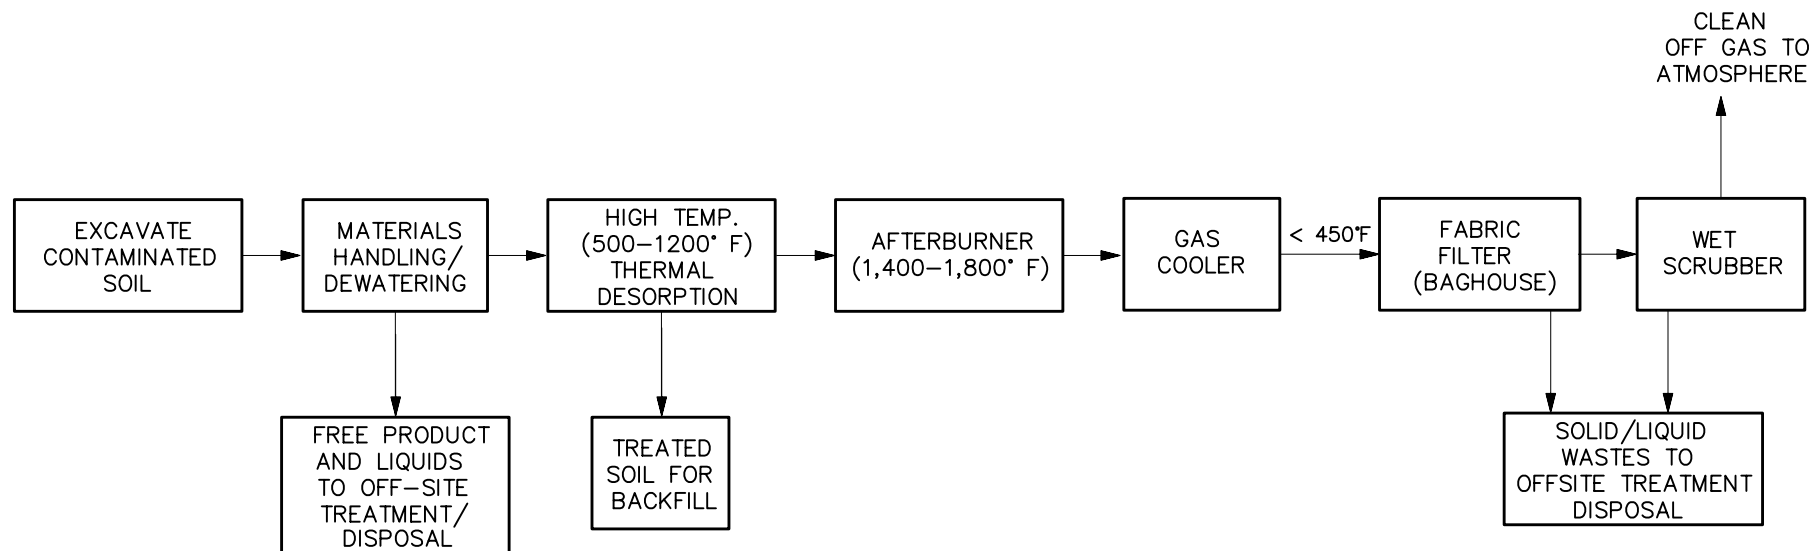 CLEAN
OFF GAS TO
ATMOSPHERE
EXCAVATE
CONTAMINATED
SOIL
MATERIALS
HANDLING/
DEWATERING
HIGH TEMP.
(500-1200° F)
THERMAL
DESORPTION
AFTERBURNER
(1,400-1,800° F)
GAS
COOLER
< 450°F
FABRIC
FILTER
(BAGHOUSE)
WET
SCRUBBER
FREE PRODUCT
AND LIQUIDS
TO OFF-SITE
TREATMENT/
DISPOSAL
TREATED
SOIL FOR
BACKFILL
SOLID/LIQUID
WASTES TO
OFFSITE TREATMENT
DISPOSAL